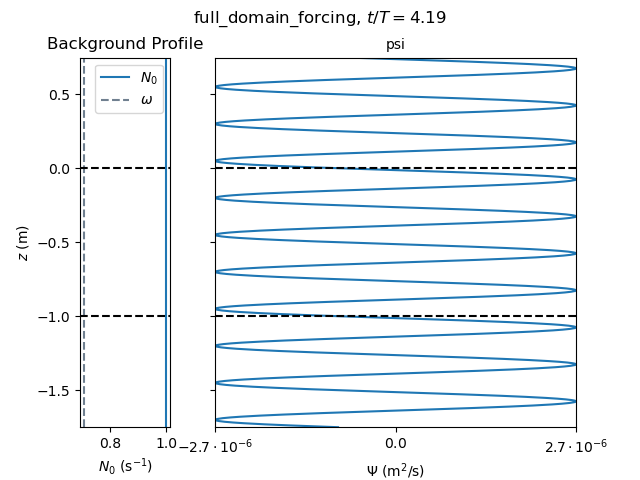 full_domain_forcing, t/T = 4.19
Background Profile
psi
N₀
ω
0.5
0.0
−0.5
−1.0
−1.5
z (m)
0.8 1.0
−2.7 · 10⁻⁶ 0.0 2.7 · 10⁻⁶
N₀ (s⁻¹)
Ψ (m²/s)